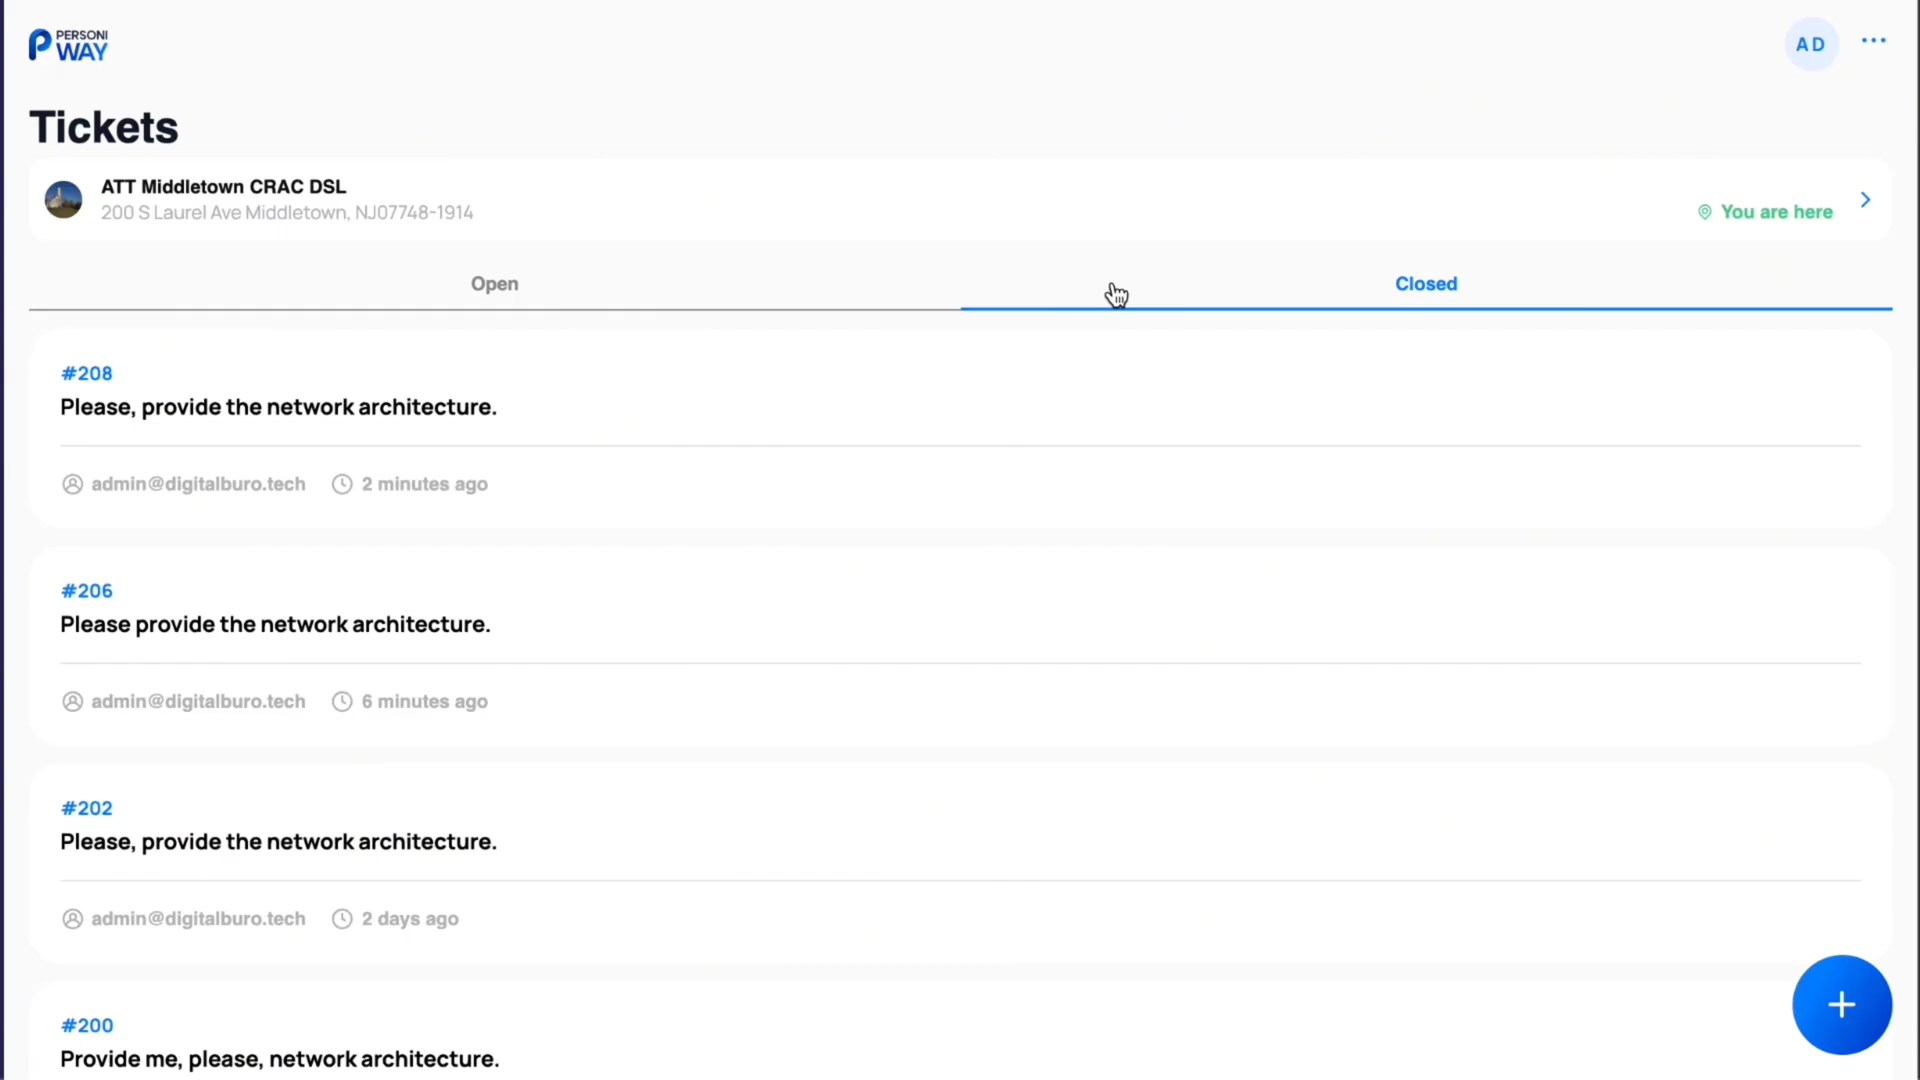 PERSONI
WAY
AD
Tickets
ATT Middletown CRAC DSL
200 S Laurel Ave Middletown, NJ07748-1914
You are here
Open
Closed
#208
Please, provide the network architecture.
admin@digitalburo.tech 2 minutes ago
#206
Please provide the network architecture.
admin@digitalburo.tech 6 minutes ago
#202
Please, provide the network architecture.
admin@digitalburo.tech 2 days ago
#200
Provide me, please, network architecture.